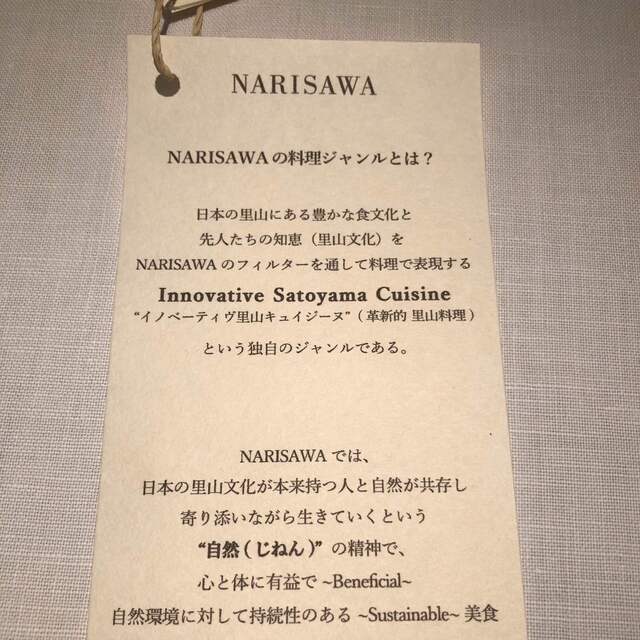 NARISAWA
NARISAWAの料理ジャンルとは？
日本の里山にある豊かな食文化と
先人たちの知恵（里山文化）を
NARISAWAのフィルターを通して料理で表現する
Innovative Satoyama Cuisine
“イノベーティヴ里山キュイジーヌ” ( 革新的 里山料理 )
という独自のジャンルである。
NARISAWA では、
日本の里山文化が本来持つ人と自然が共存し
寄り添いながら生きていくという
“自然 ( じねん )” の精神で、
心と体に有益で ~Beneficial~
自然環境に対して持続性のある ~Sustainable~ 美食